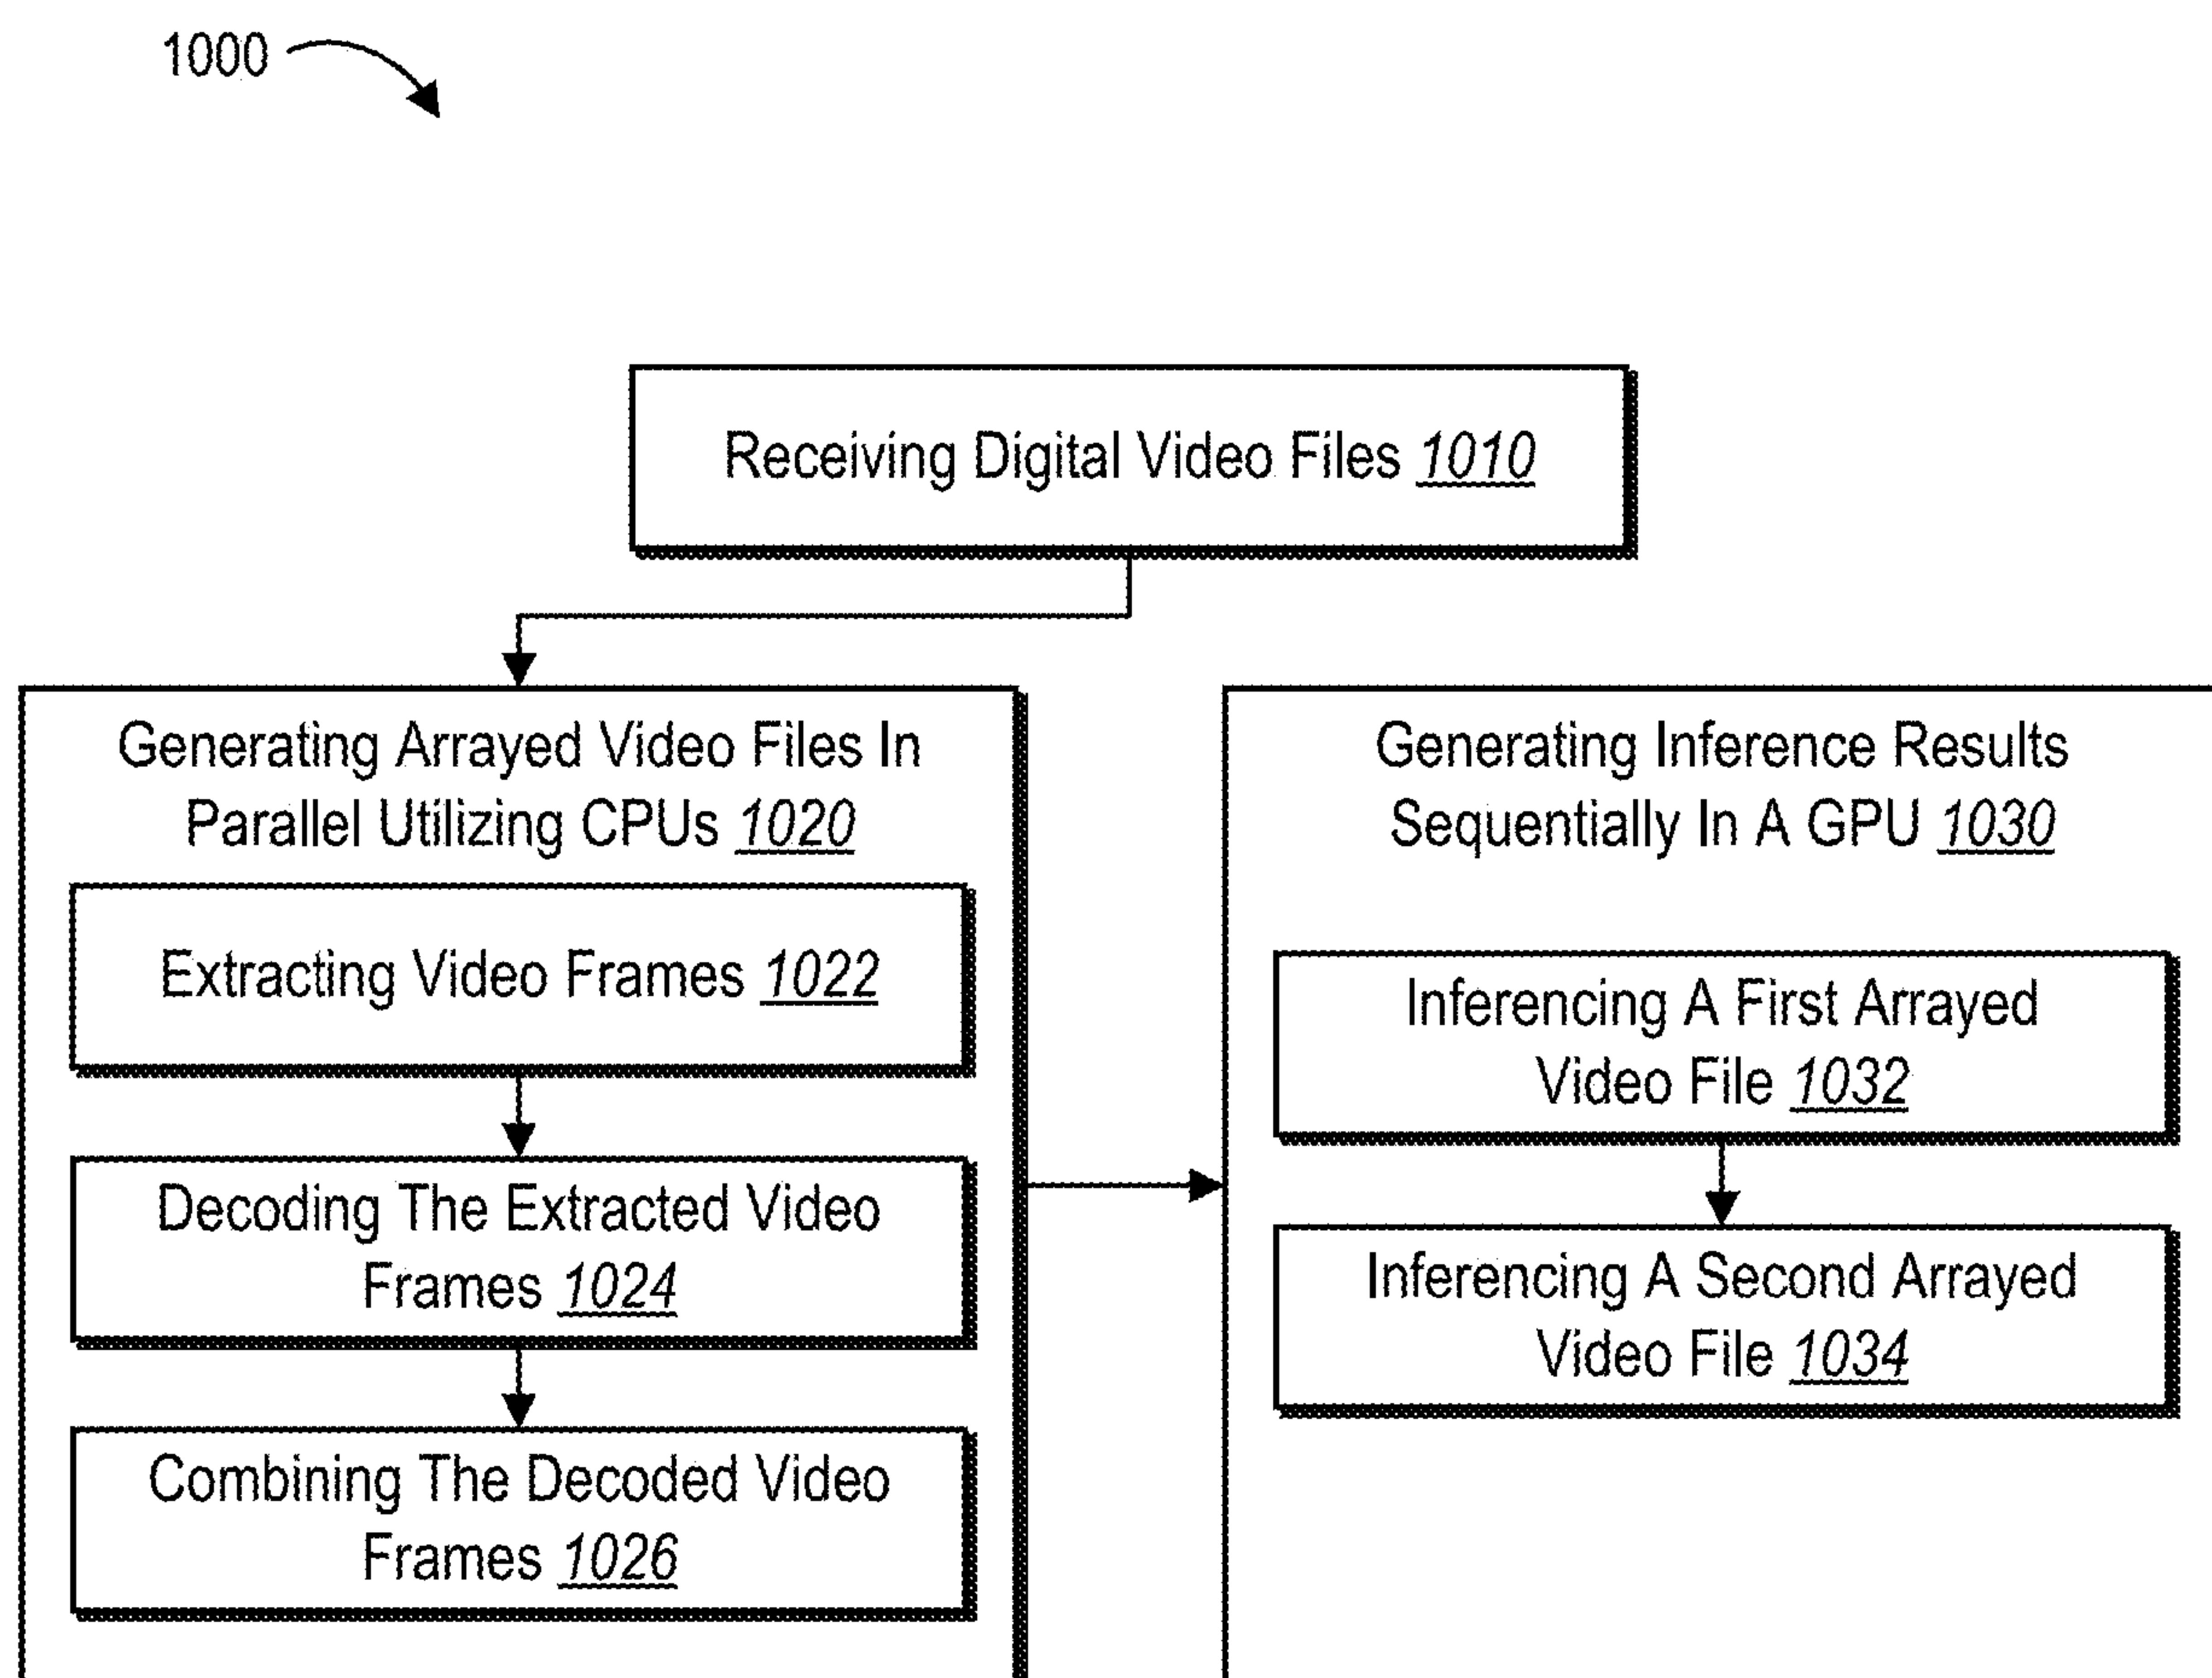 1000
Receiving Digital Video Files 1010
Generating Arrayed Video Files In
Parallel Utilizing CPUs 1020
Extracting Video Frames 1022
Decoding The Extracted Video
Frames 1024
Combining The Decoded Video
Frames 1026
Generating Inference Results
Sequentially In A GPU 1030
Inferencing A First Arrayed
Video File 1032
Inferencing A Second Arrayed
Video File 1034